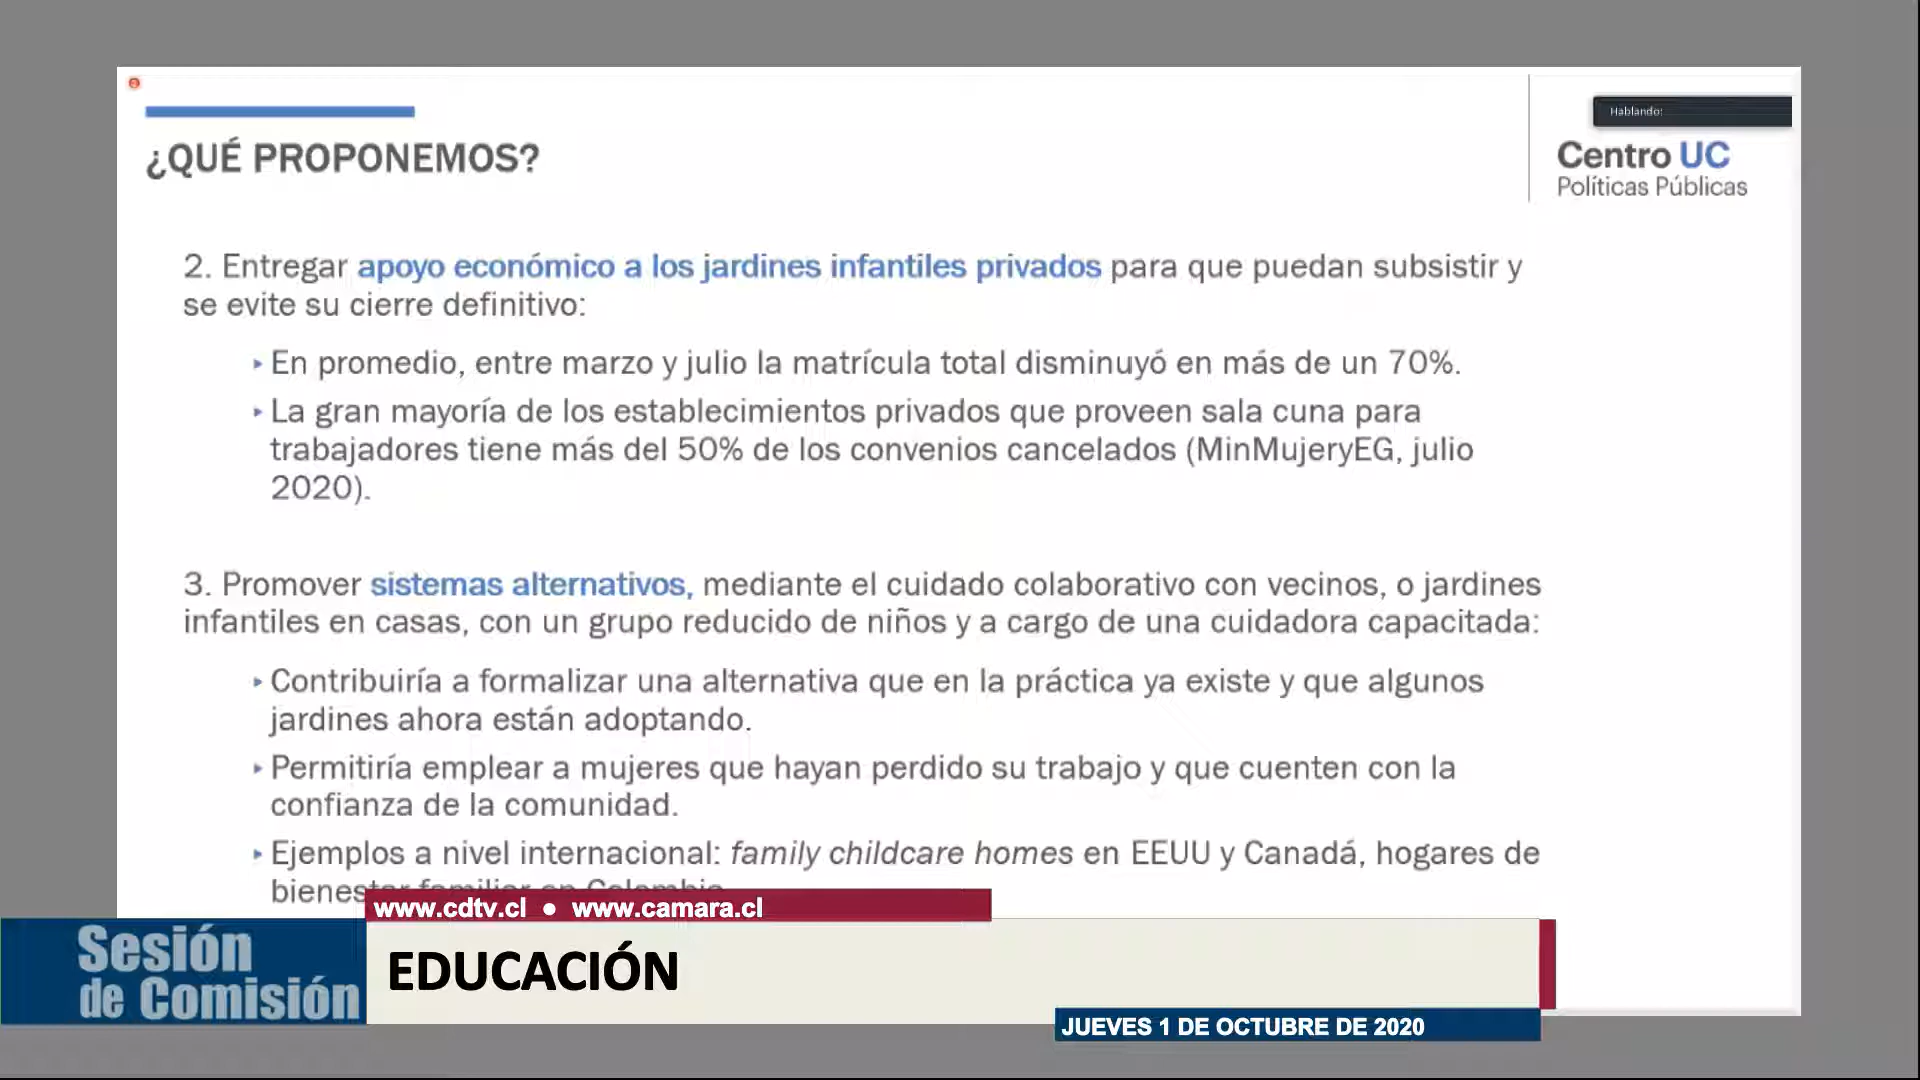 Hablando:
Centro UC
Políticas Públicas
¿QUÉ PROPONEMOS?
2. Entregar apoyo económico a los jardines infantiles privados para que puedan subsistir y
se evite su cierre definitivo:
‣ En promedio, entre marzo y julio la matrícula total disminuyó en más de un 70%.
‣ La gran mayoría de los establecimientos privados que proveen sala cuna para
trabajadores tiene más del 50% de los convenios cancelados (MinMujeryEG, julio
2020).
3. Promover sistemas alternativos, mediante el cuidado colaborativo con vecinos, o jardines
infantiles en casas, con un grupo reducido de niños y a cargo de una cuidadora capacitada:
‣ Contribuiría a formalizar una alternativa que en la práctica ya existe y que algunos
jardines ahora están adoptando.
‣ Permitiría emplear a mujeres que hayan perdido su trabajo y que cuenten con la
confianza de la comunidad.
‣ Ejemplos a nivel internacional: family childcare homes en EEUU y Canadá, hogares de
bienestar familiar en Colombia
www.cdtv.cl ● www.camara.cl
Sesión
de Comisión
EDUCACIÓN
JUEVES 1 DE OCTUBRE DE 2020